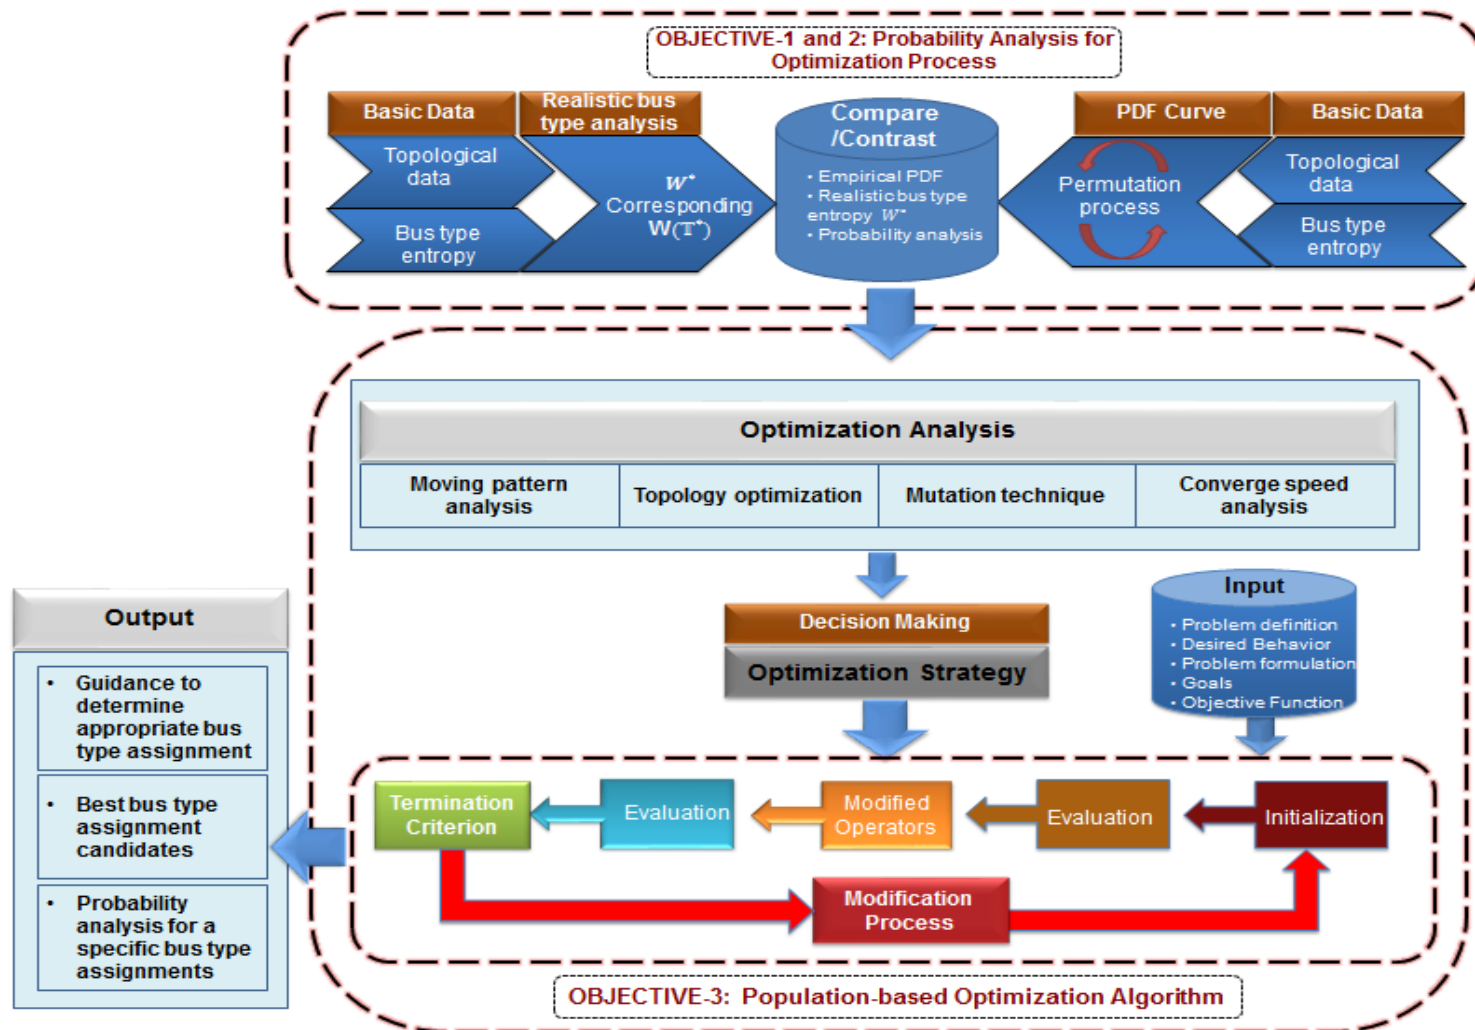 OBJECTIVE-1 and 2: Probability Analysis for
Optimization Process
Basic Data
Realistic bus
type analysis
Topological
data
Bus type
entropy
W*
Corresponding
W(T*)
Compare
/Contrast
• Empirical PDF
• Realistic bus type
entropy W*
• Probability analysis
PDF Curve
Basic Data
Permutation
process
Topological
data
Bus type
entropy
Optimization Analysis
Moving pattern
analysis
Topology optimization
Mutation technique
Converge speed
analysis
Decision Making
Optimization Strategy
Input
• Problem definition
• Desired Behavior
• Problem formulation
• Goals
• Objective Function
Output
• Guidance to
determine
appropriate bus
type assignment
• Best bus type
assignment
candidates
• Probability
analysis for a
specific bus type
assignments
Termination
Criterion
Evaluation
Modified
Operators
Evaluation
Initialization
Modification
Process
OBJECTIVE-3: Population-based Optimization Algorithm